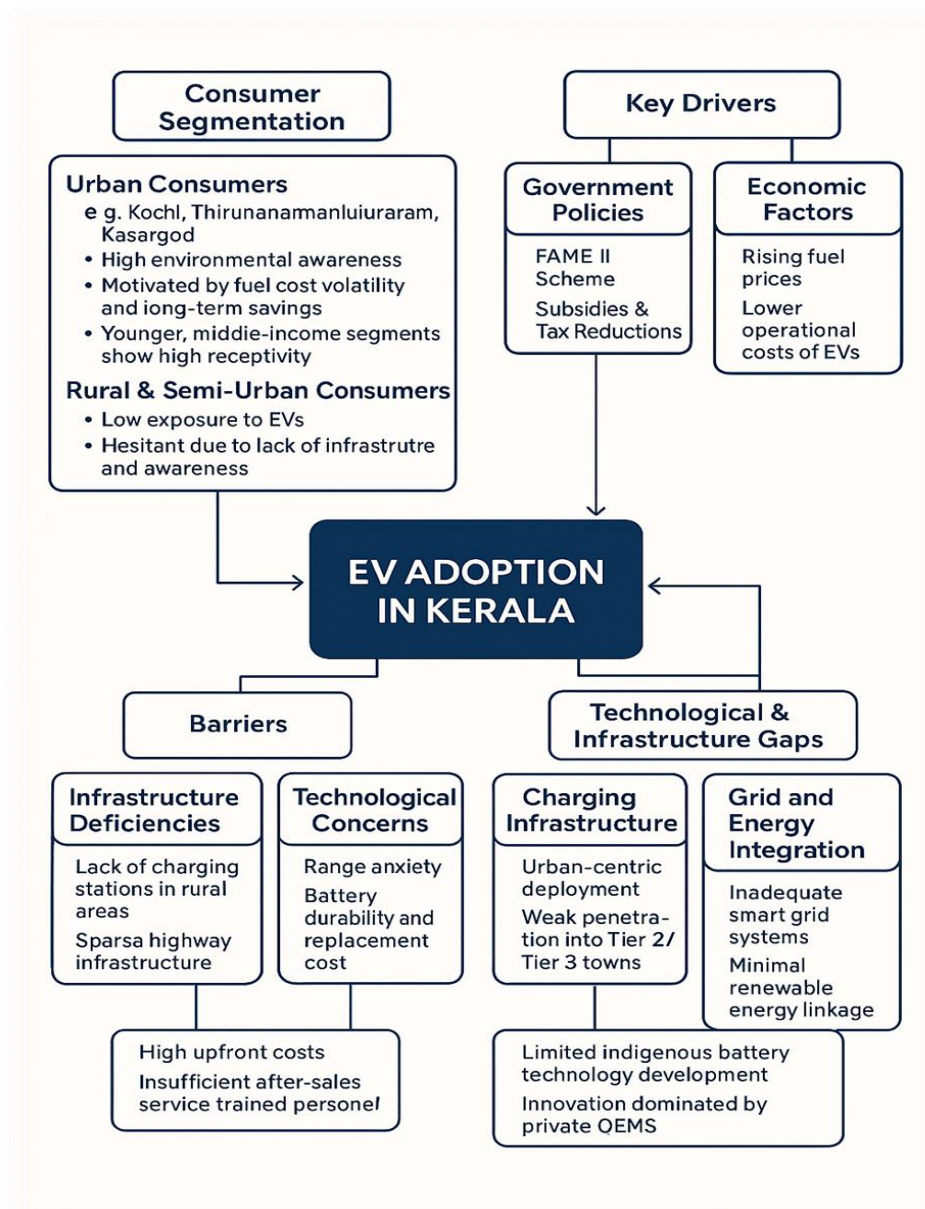 Consumer
Segmentation
Urban Consumers
e g. Kochl, Thirunanamanluiuraram,
Kasargod
• High environmental awareness
• Motivated by fuel cost volatility
and iong-term savings
• Younger, middie-income segments
show high receptivity
Rural & Semi-Urban Consumers
• Low exposure to EVs
• Hesitant due to lack of infrastrutre
and awareness
Key Drivers
Government
Policies
FAME II
Scheme
Subsidies &
Tax Reductions
Economic
Factors
Rising fuel
prices
Lower
operational
costs of EVs
EV ADOPTION
IN KERALA
Barriers
Infrastructure
Deficiencies
Lack of charging
stations in rural
areas
Sparsa highway
infrastructure
Technological
Concerns
Range anxiety
Battery
durability and
replacement
cost
High upfront costs
Insufficient after-sales
service trained personel
Technological &
Infrastructure Gaps
Charging
Infrastructure
Urban-centric
deployment
Weak penetra-
tion into Tier 2/
Tier 3 towns
Grid and
Energy
Integration
Inadequate
smart grid
systems
Minimal
renewable
energy linkage
Limited indigenous battery
technology development
Innovation dominated by
private QEMS